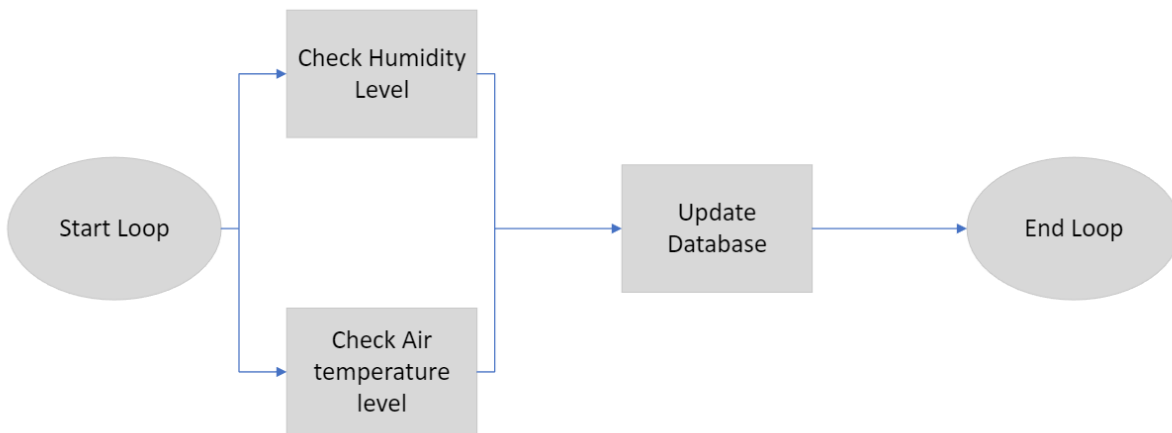 Check Humidity
Level
Start Loop
Update
Database
End Loop
Check Air
temperature
level